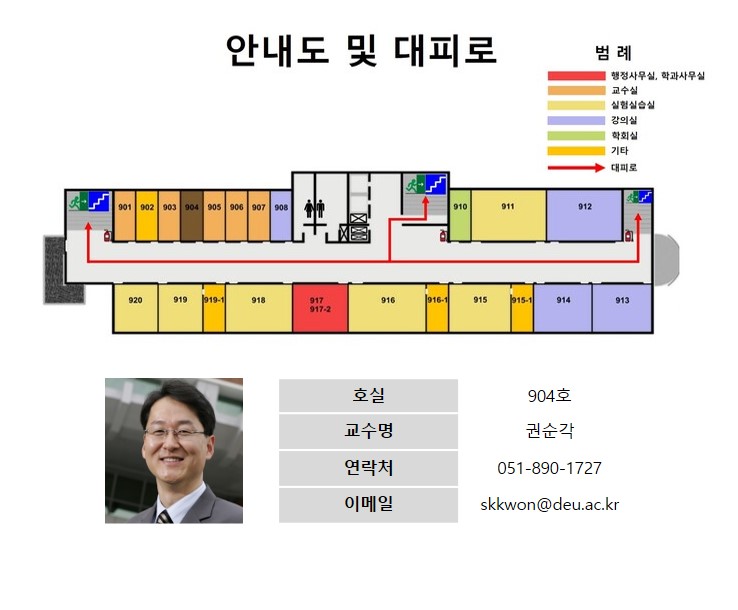 안내도 및 대피로
범 례
행정사무실, 학과사무실
교수실
실험실습실
강의실
학회실
기타
대피로
901 902 903 904 905 906 907 908 910 911 912
920 919 919-1 918 917 916 916-1 915 915-1 914 913
917-2
호실 904호
교수명 권순각
연락처 051-890-1727
이메일 skkwon@deu.ac.kr